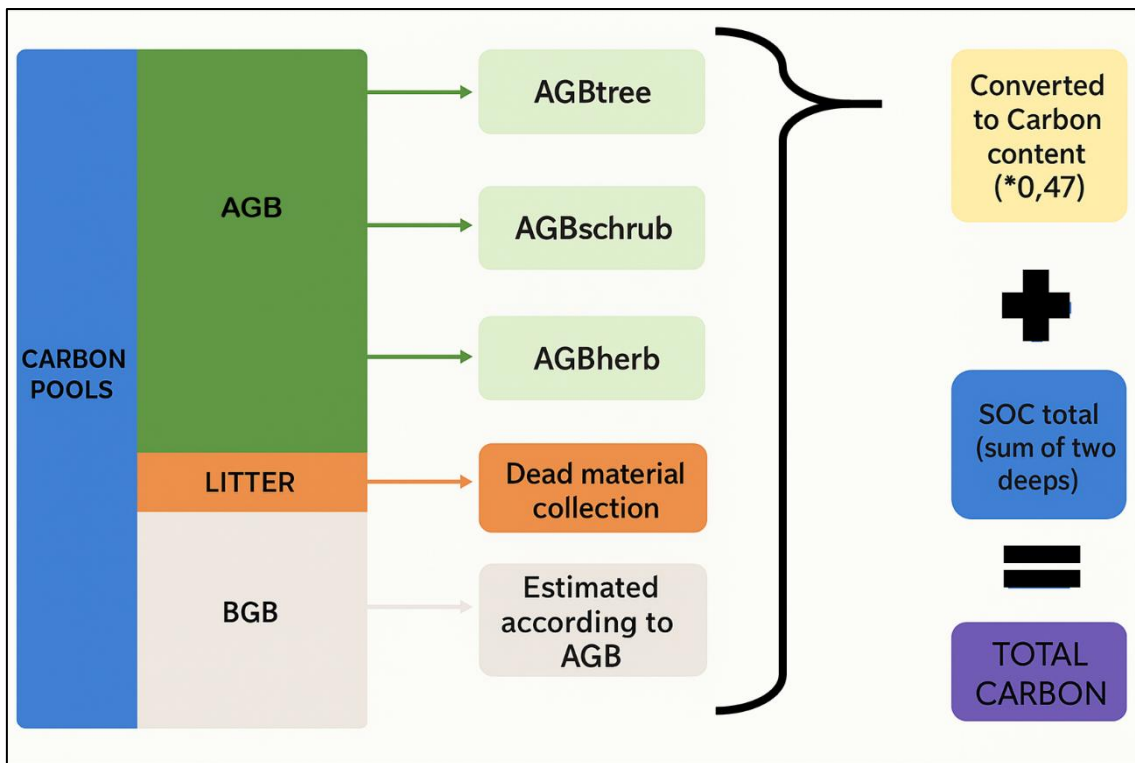 CARBON
POOLS
AGB
LITTER
BGB
AGBtree
AGBschrub
AGBherb
Dead material
collection
Estimated
according to
AGB
Converted
to Carbon
content
(*0,47)
SOC total
(sum of two
deeps)
TOTAL
CARBON